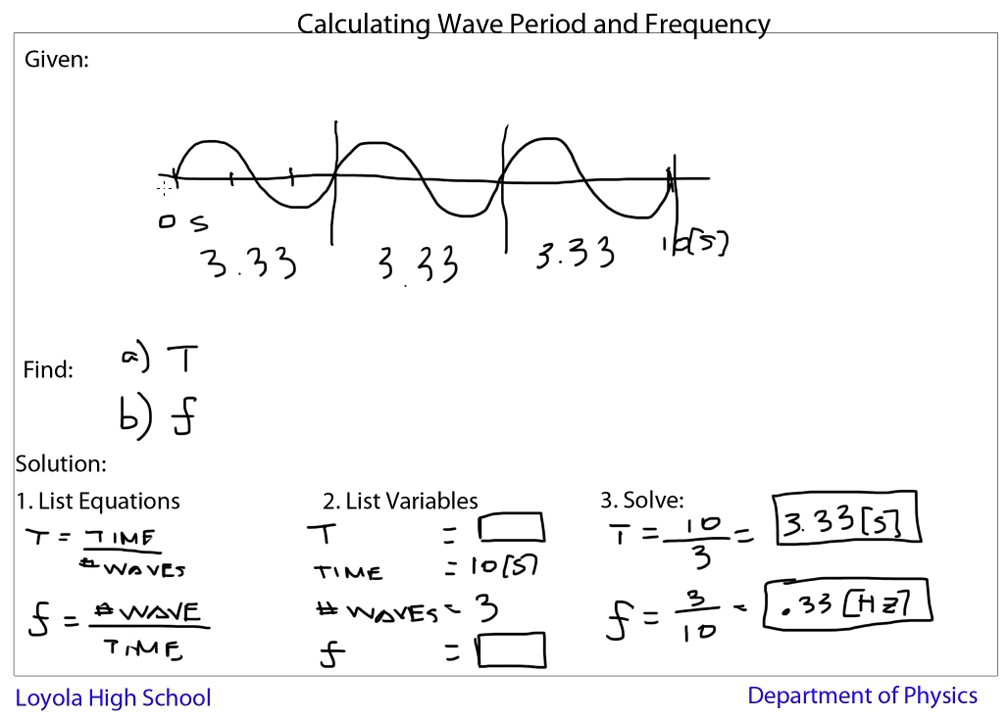 Calculating Wave Period and Frequency
Given:
0 s
10[s]
3.33 3.33 3.33
Find:
a) T
b) f
Solution:
1. List Equations
T = TIME / # WAVES
f = # WAVE / TIME
2. List Variables
T =
TIME = 10[s]
# WAVES = 3
f =
3. Solve:
T = 10/3 = 3.33[s]
f = 3/10 = .33 [Hz]
Loyola High School
Department of Physics